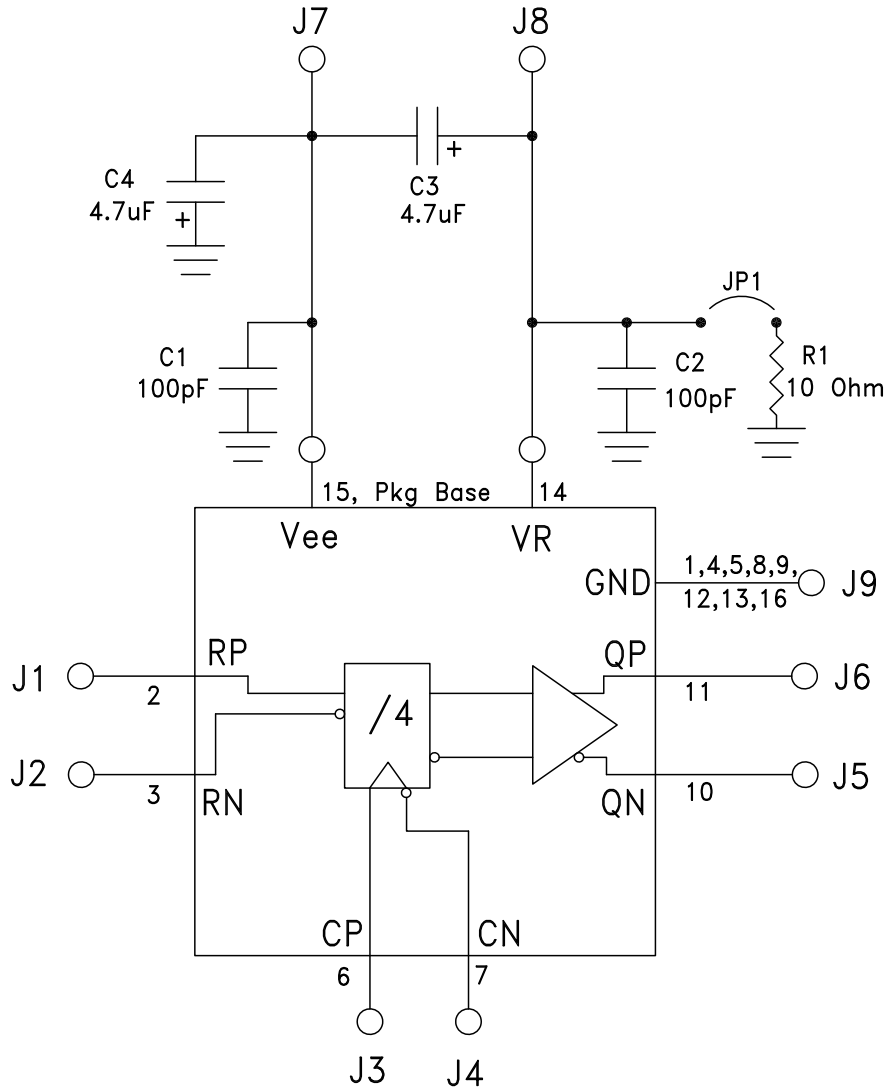 J7
J8
+
C4
4.7uF
+
C3
4.7uF
JP1
C1
100pF
C2
100pF
R1
10 Ohm
15, Pkg Base
14
Vee
VR
GND
1,4,5,8,9,
12,13,16
J9
RP
QP
J1
2
/4
11
J6
J2
3
RN
QN
10
J5
CP
CN
6
7
J3
J4